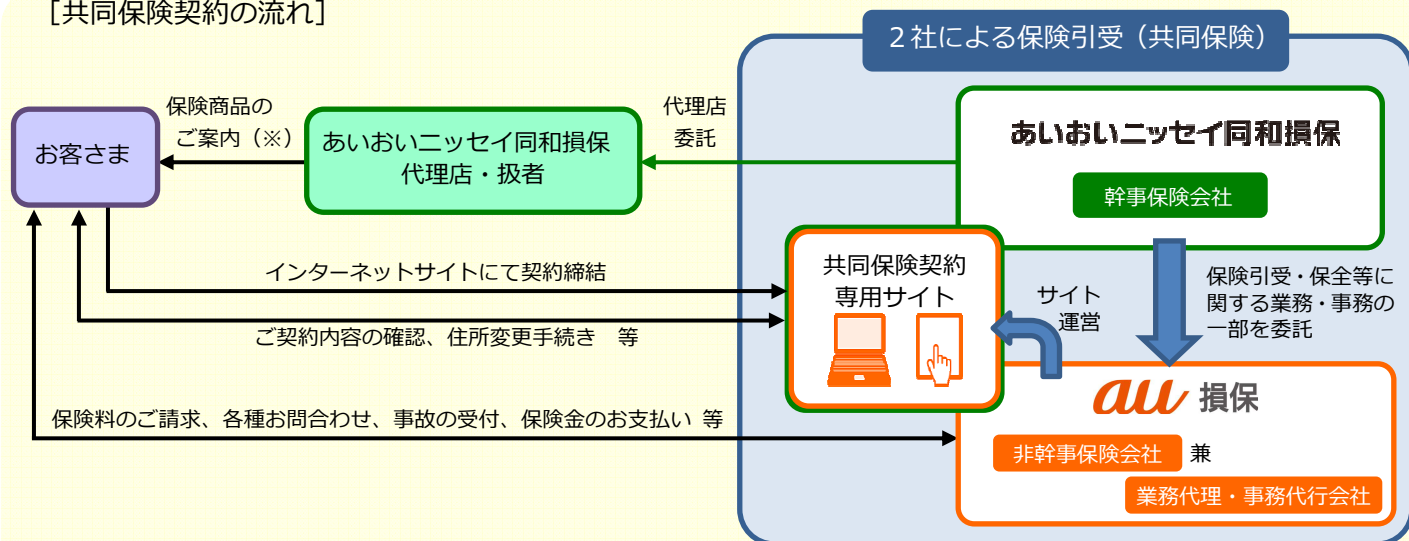 ［共同保険契約の流れ］
２社による保険引受（共同保険）
お客さま
保険商品の
ご案内（※）
あいおいニッセイ同和損保
代理店・扱者
代理店
委託
あいおいニッセイ同和損保
幹事保険会社
共同保険契約
専用サイト
サイト
運営
保険引受・保全等に
関する業務・事務の
一部を委託
インターネットサイトにて契約締結
ご契約内容の確認、住所変更手続き　等
保険料のご請求、各種お問合わせ、事故の受付、保険金のお支払い 等
au 損保
非幹事保険会社 兼
業務代理・事務代行会社